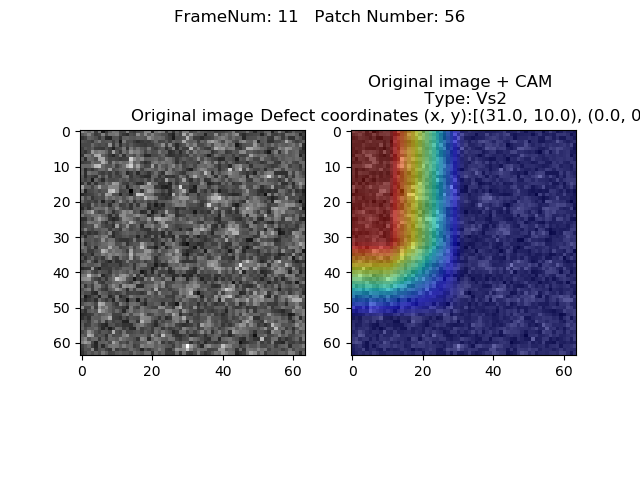 FrameNum: 11   Patch Number: 56
Original image + CAM
Type: Vs2
Original image
Defect coordinates (x, y):[(31.0, 10.0), (0.0, 0
0
10
20
30
40
50
60
0 20 40 60
0
10
20
30
40
50
60
0 20 40 60